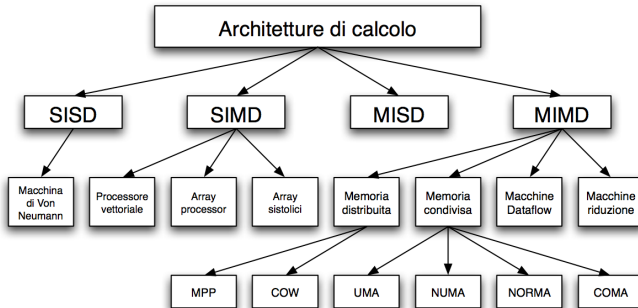 Architetture di calcolo
SISD
SIMD
MISD
MIMD
Macchina
di Von
Neumann
Processore
vettoriale
Array
processor
Array
sistolici
Memoria
distribuita
Memoria
condivisa
Macchine
Dataflow
Macchine
riduzione
MPP
COW
UMA
NUMA
NORMA
COMA